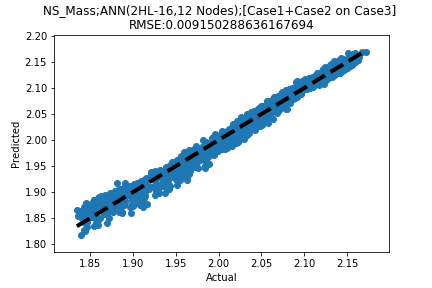 NS_Mass;ANN(2HL-16,12 Nodes);[Case1+Case2 on Case3]
RMSE:0.009150288636167694
2.20
2.15
2.10
2.05
2.00
1.95
1.90
1.85
1.80
Predicted
1.85 1.90 1.95 2.00 2.05 2.10 2.15
Actual